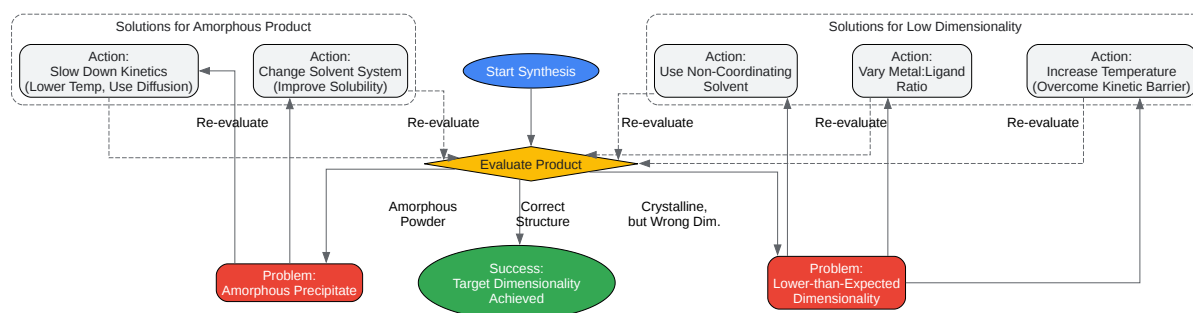 Solutions for Amorphous Product
Action:
Slow Down Kinetics
(Lower Temp, Use Diffusion)
Action:
Change Solvent System
(Improve Solubility)
Start Synthesis
Solutions for Low Dimensionality
Action:
Use Non-Coordinating
Solvent
Action:
Vary Metal:Ligand
Ratio
Action:
Increase Temperature
(Overcome Kinetic Barrier)
Re-evaluate
Re-evaluate
Re-evaluate
Re-evaluate
Re-evaluate
Evaluate Product
Amorphous
Powder
Correct
Structure
Crystalline,
but Wrong Dim.
Problem:
Amorphous Precipitate
Success:
Target Dimensionality
Achieved
Problem:
Lower-than-Expected
Dimensionality